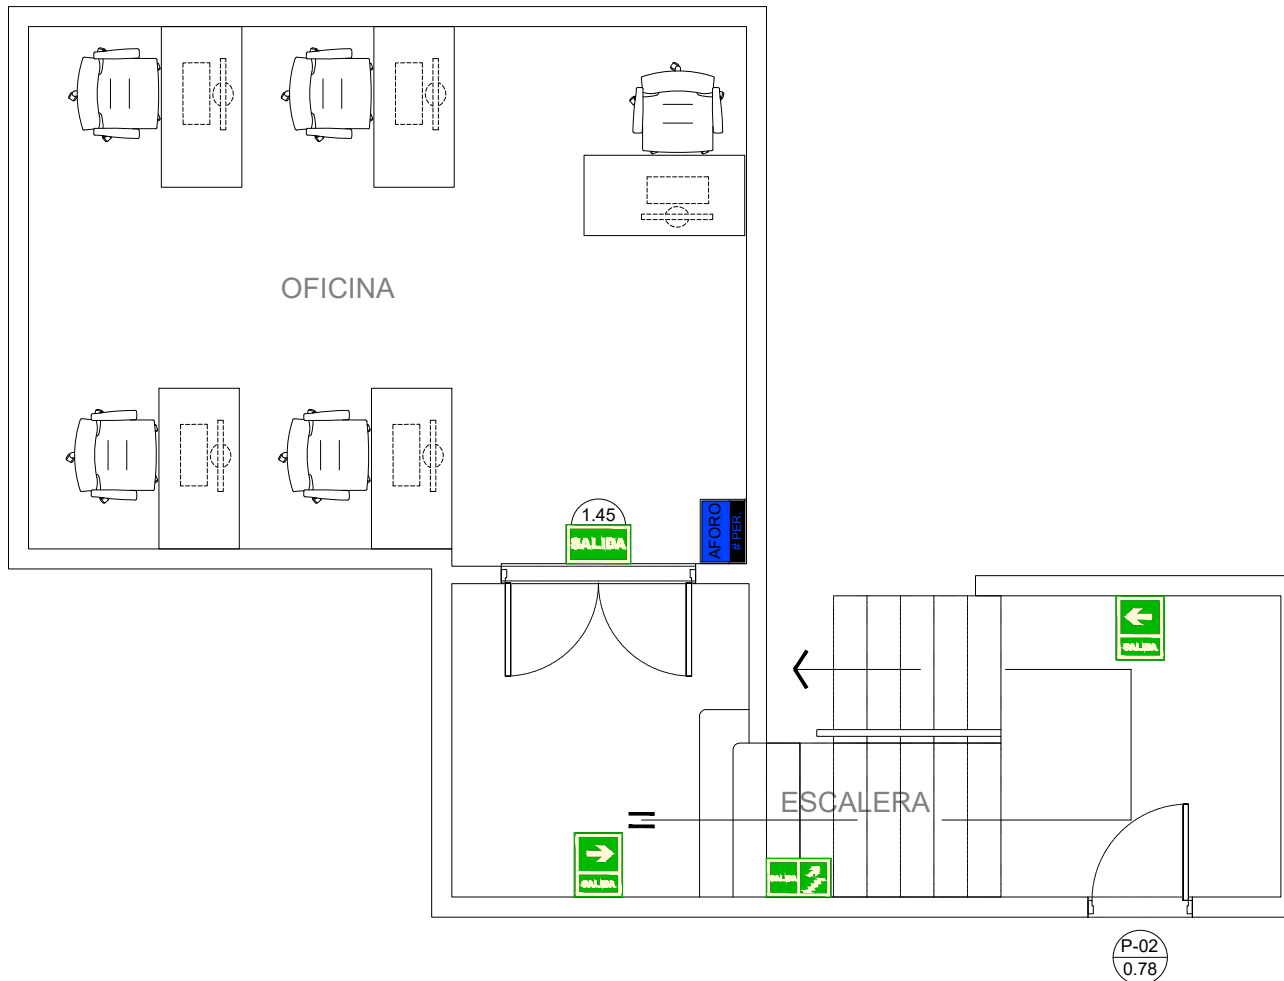 OFICINA
1.45
SALIDA
AFORO
# PER.
SALIDA
ESCALERA
SALIDA
SALIDA
P-02
0.78